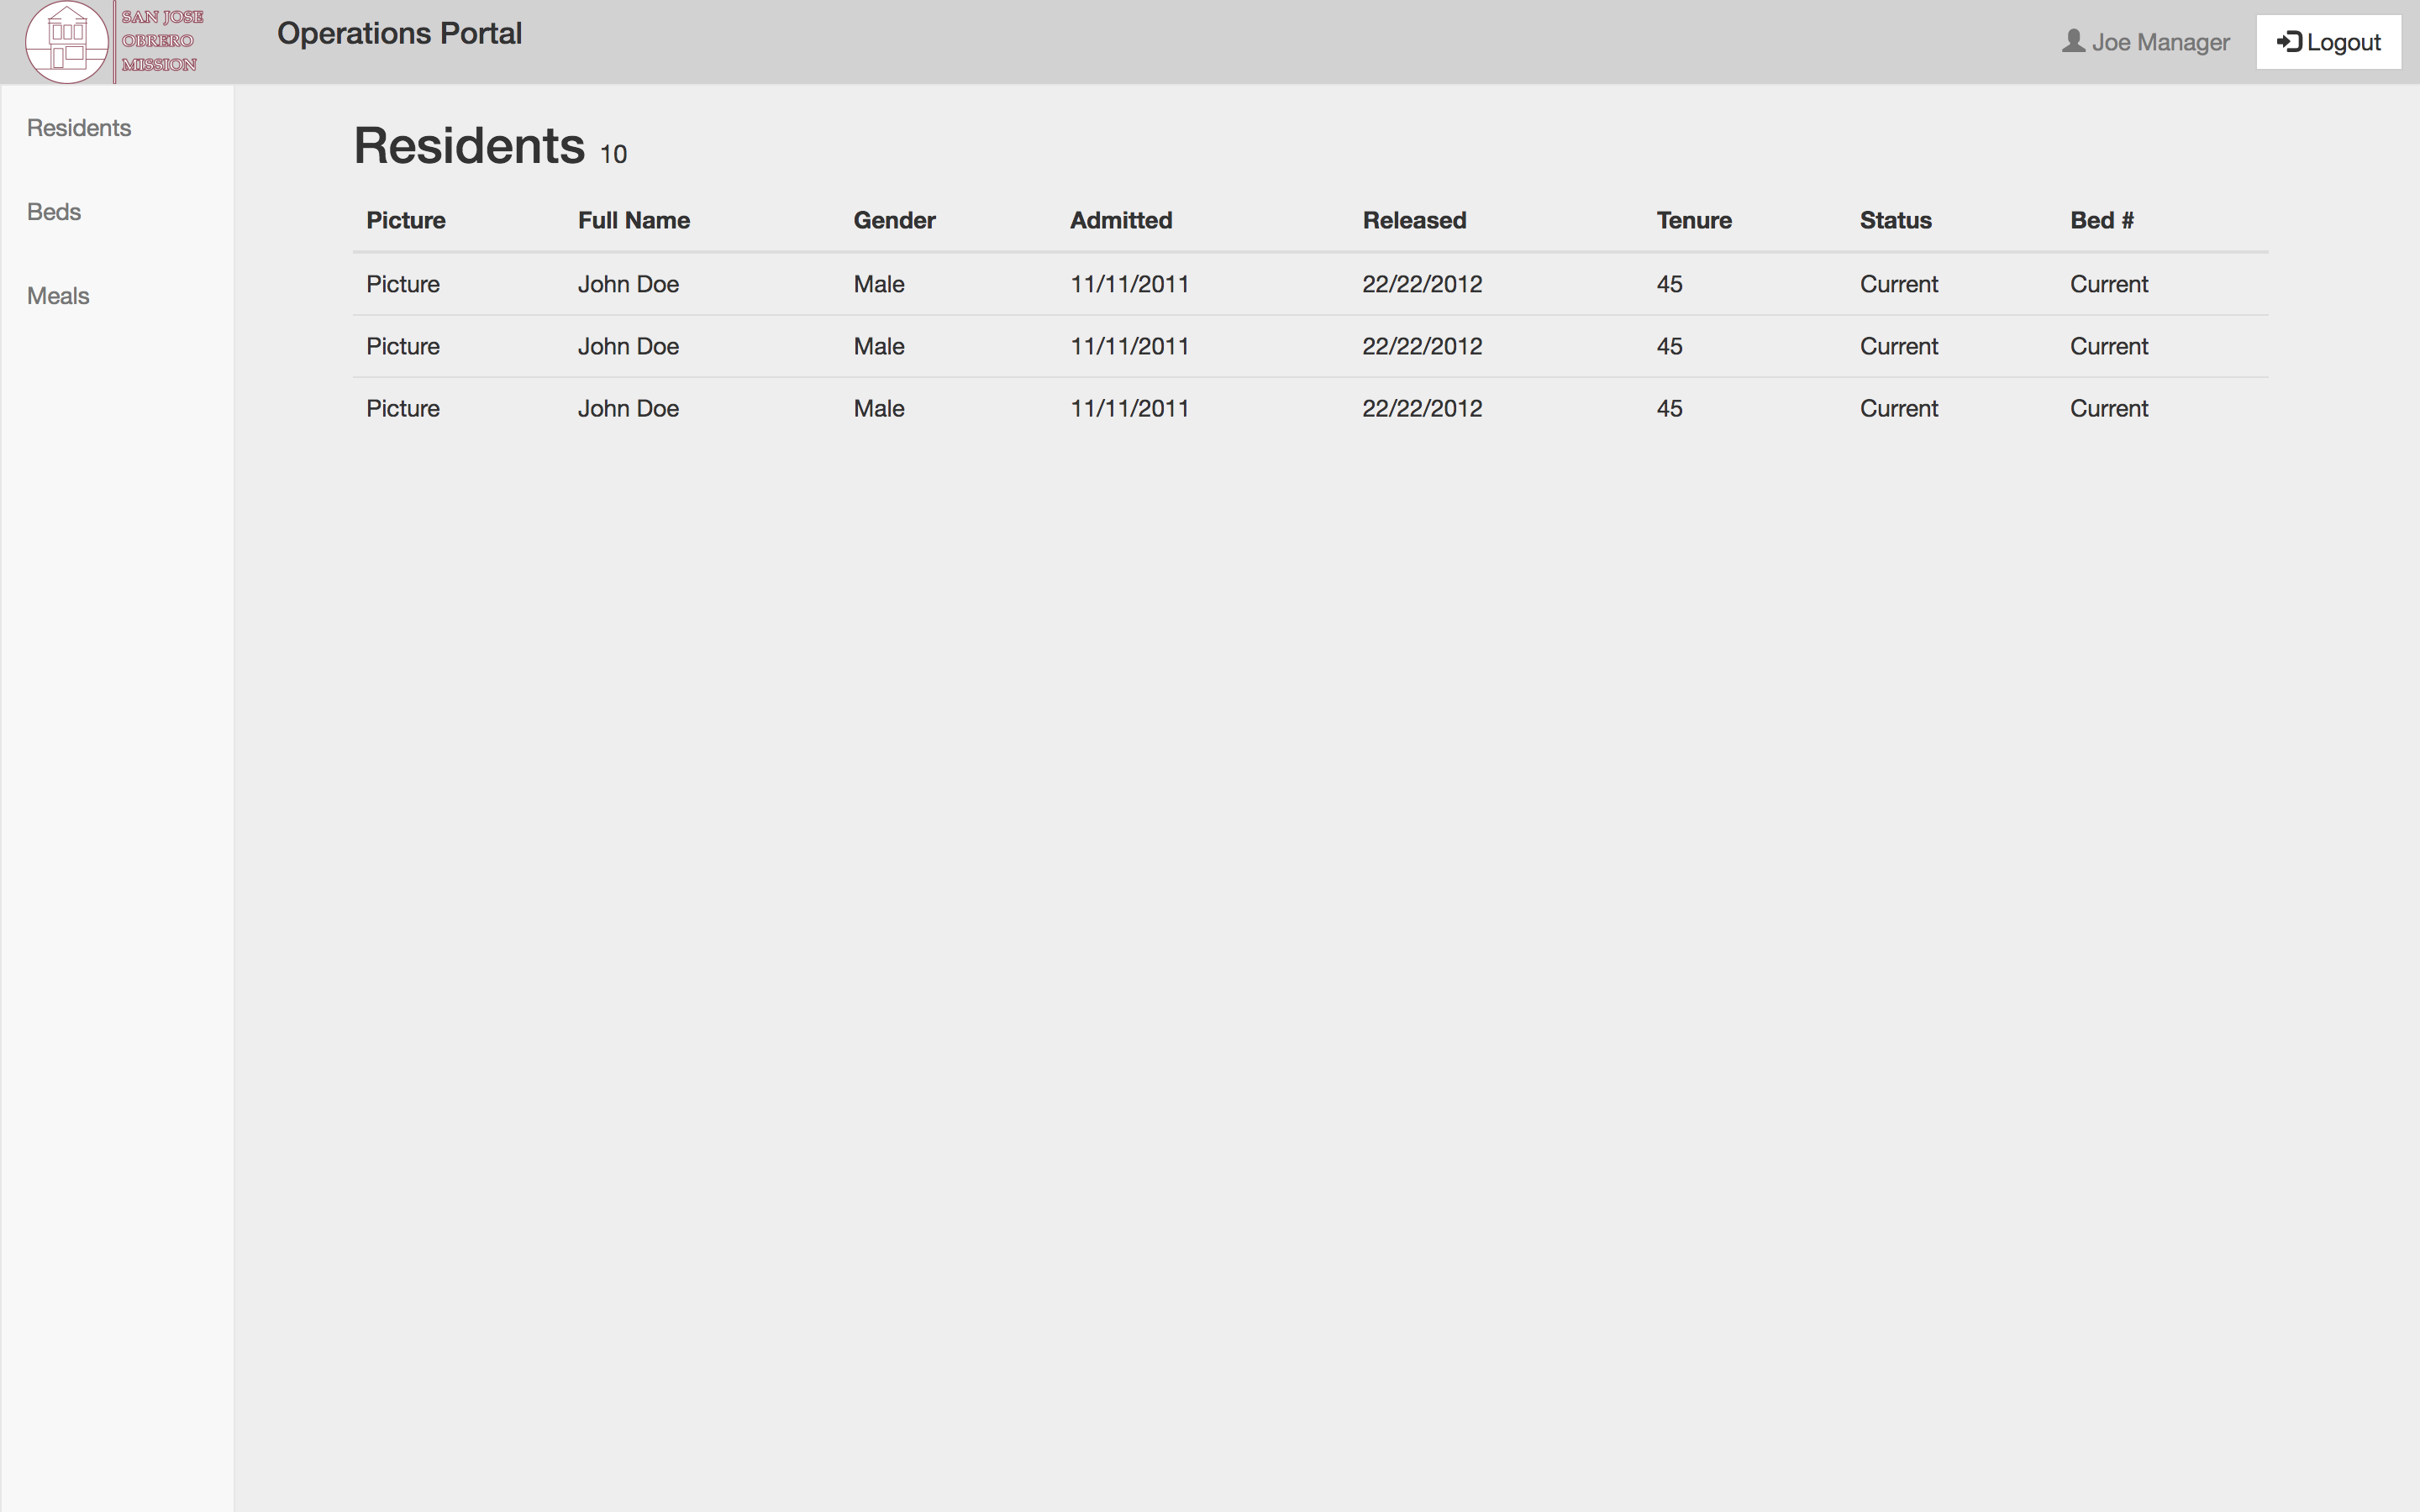 SAN JOSE
OBRERO
MISSION
Operations Portal
Joe Manager
Logout
Residents
Beds
Meals
Residents 10
Picture Full Name Gender Admitted Released Tenure Status Bed #
Picture John Doe Male 11/11/2011 22/22/2012 45 Current Current
Picture John Doe Male 11/11/2011 22/22/2012 45 Current Current
Picture John Doe Male 11/11/2011 22/22/2012 45 Current Current